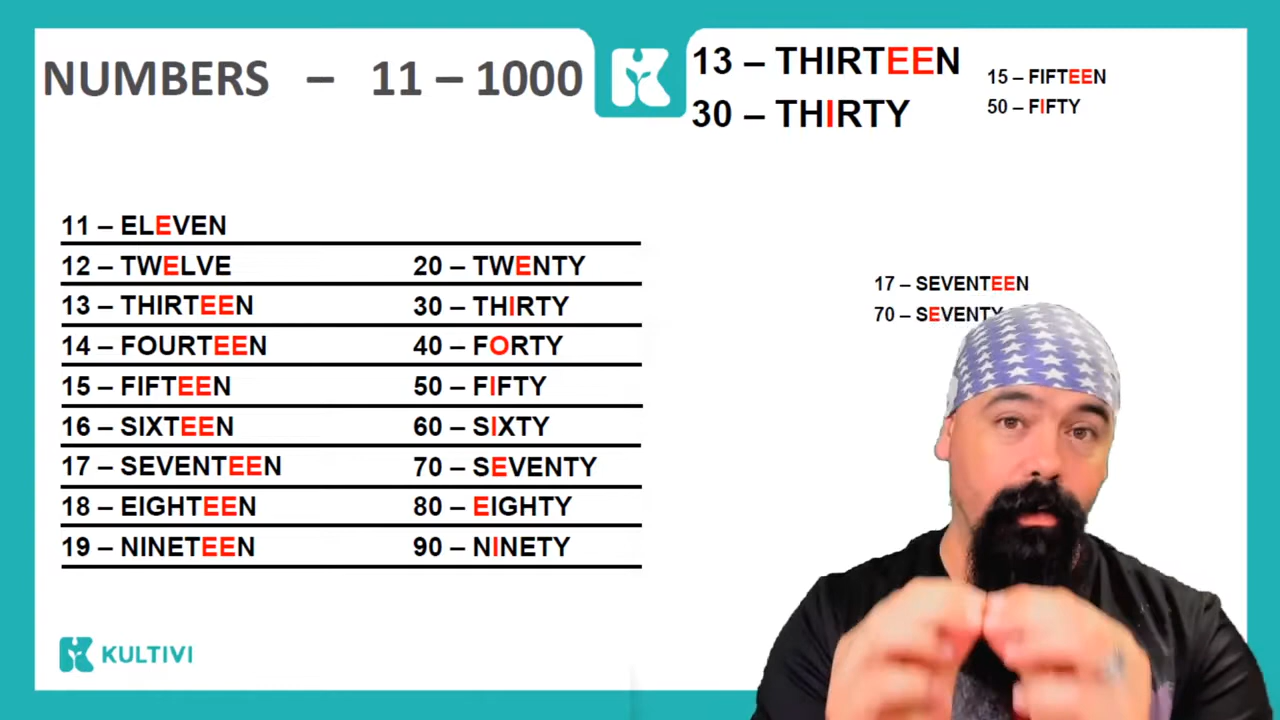 NUMBERS – 11 – 1000
13 – THIRTEEN
30 – THIRTY
15 – FIFTEEN
50 – FIFTY
11 – ELEVEN
12 – TWELVE 20 – TWENTY
13 – THIRTEEN 30 – THIRTY
14 – FOURTEEN 40 – FORTY
15 – FIFTEEN 50 – FIFTY
16 – SIXTEEN 60 – SIXTY
17 – SEVENTEEN 70 – SEVENTY
18 – EIGHTEEN 80 – EIGHTY
19 – NINETEEN 90 – NINETY
17 – SEVENTEEN
70 – SEVENTY
KULTIVI